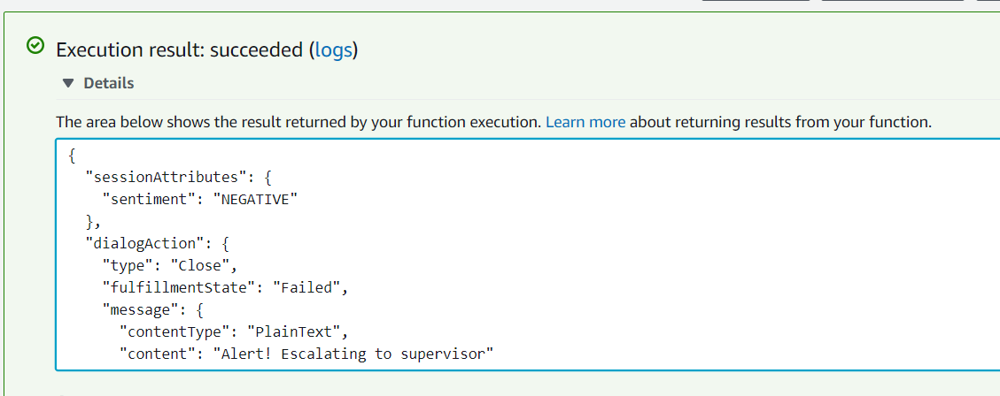 Execution result: succeeded (logs)
Details
The area below shows the result returned by your function execution. Learn more about returning results from your function.
{
  "sessionAttributes": {
    "sentiment": "NEGATIVE"
  },
  "dialogAction": {
    "type": "Close",
    "fulfillmentState": "Failed",
    "message": {
      "contentType": "PlainText",
      "content": "Alert! Escalating to supervisor"